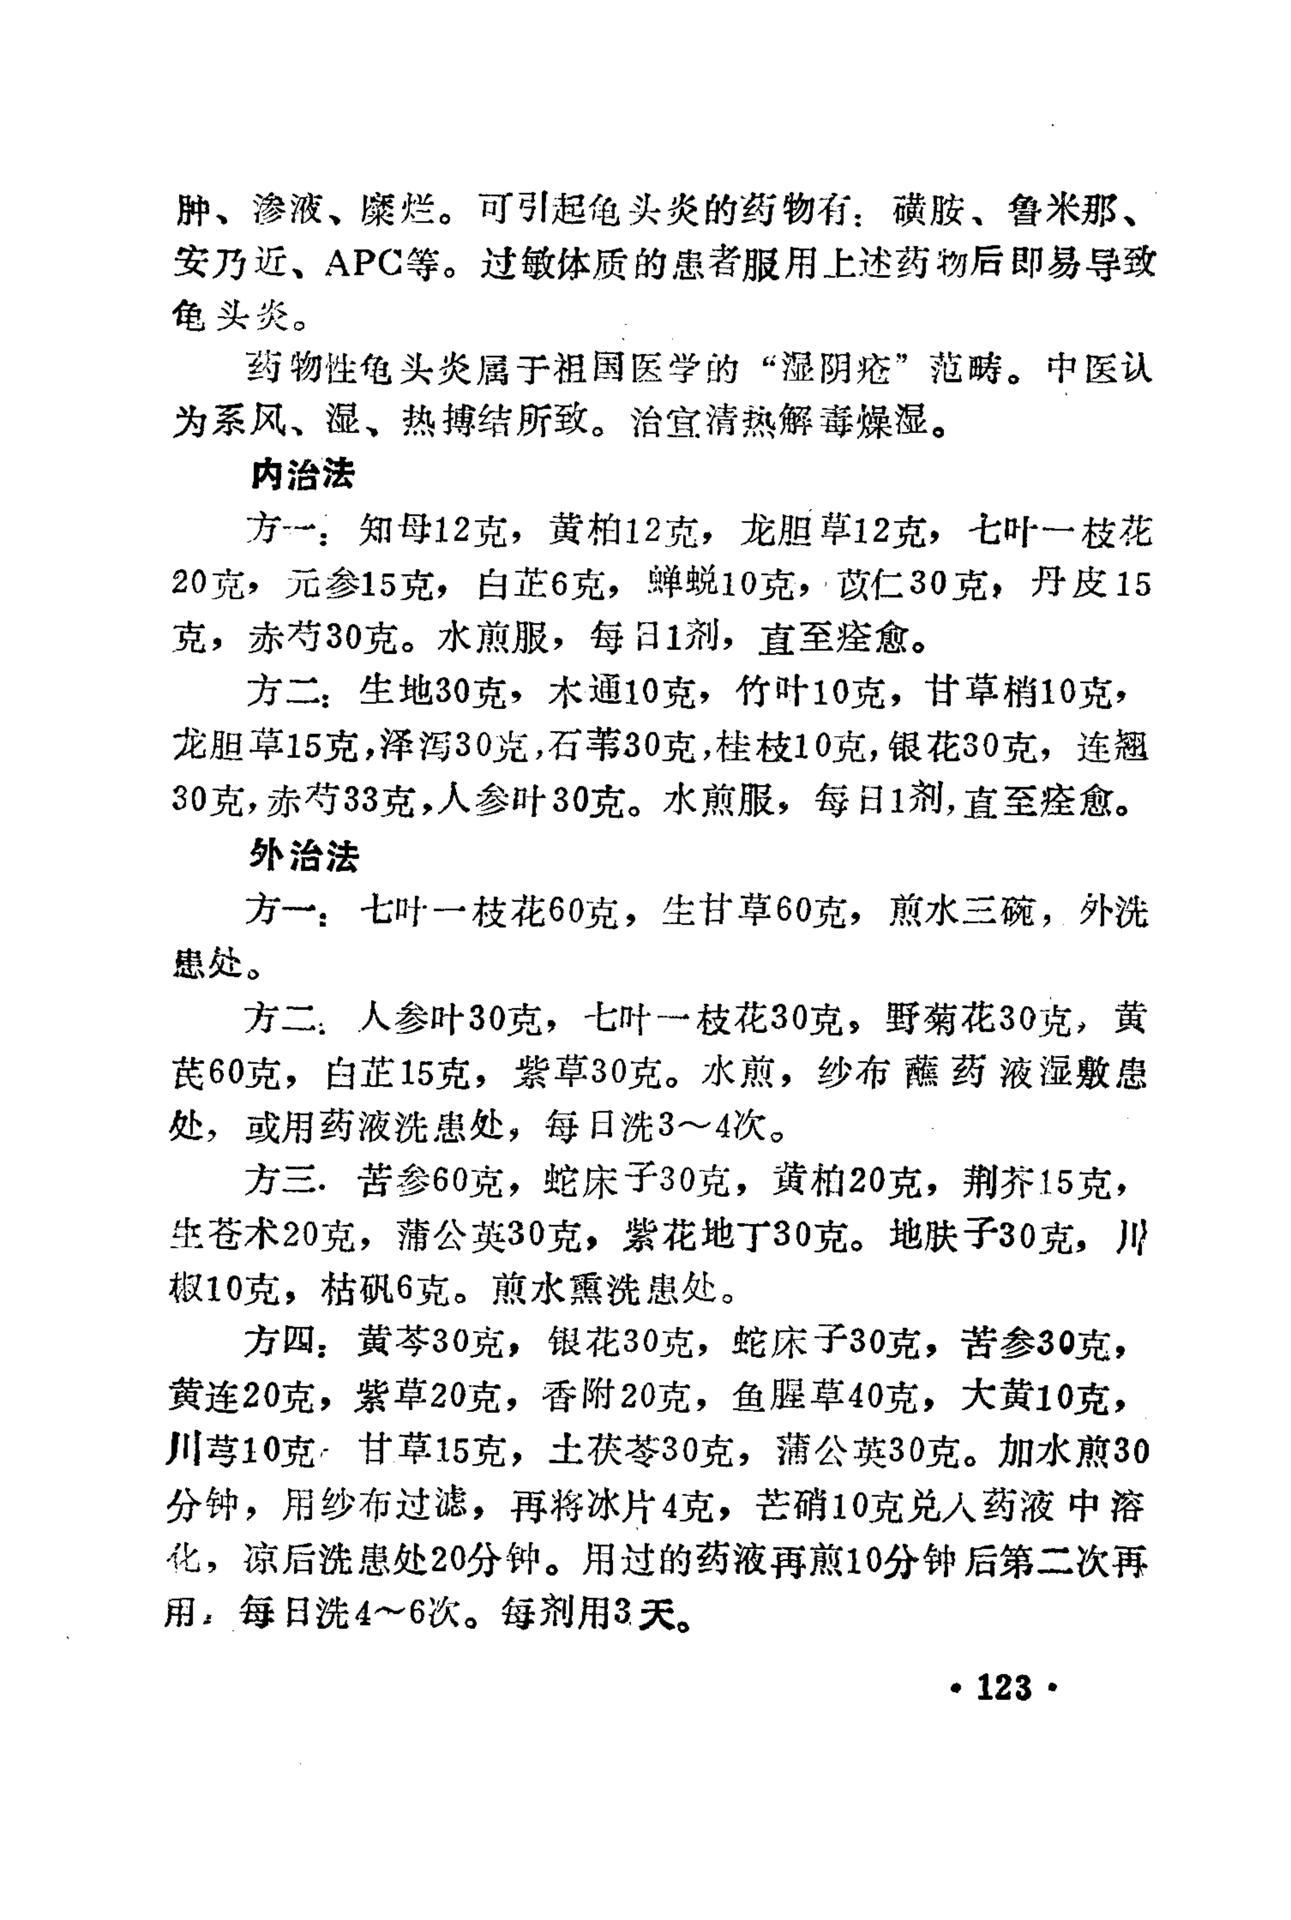 肿、渗液、糜烂。可引起龟头炎的药物有：磺胺、鲁米那、
安乃近、APC等。过敏体质的患者服用上述药物后即易导致
龟头炎。
药物性龟头炎属于祖国医学的“湿阴疮”范畴。中医认
为系风、湿、热搏结所致。治宜清热解毒燥湿。
内治法
方一：知母12克，黄柏12克，龙胆草12克，七叶一枝花
20克，元参15克，白芷6克，蝉蜕10克，苡仁30克，丹皮15
克，赤芍30克。水煎服，每日1剂，直至痊愈。
方二：生地30克，木通10克，竹叶10克，甘草梢10克，
龙胆草15克，泽泻30克，石苇30克，桂枝10克，银花30克，连翘
30克，赤芍33克，人参叶30克。水煎服，每日1剂，直至痊愈。
外治法
方一：七叶一枝花60克，生甘草60克，煎水三碗，外洗
患处。
方二：人参叶30克，七叶一枝花30克，野菊花30克，黄
芪60克，白芷15克，紫草30克。水煎，纱布蘸药液湿敷患
处，或用药液洗患处，每日洗3～4次。
方三．苦参60克，蛇床子30克，黄柏20克，荆芥15克，
生苍术20克，蒲公英30克，紫花地丁30克。地肤子30克，川
椒10克，枯矾6克。煎水熏洗患处。
方四：黄芩30克，银花30克，蛇床子30克，苦参30克，
黄连20克，紫草20克，香附20克，鱼腥草40克，大黄10克，
川芎10克，甘草15克，土茯苓30克，蒲公英30克。加水煎30
分钟，用纱布过滤，再将冰片4克，芒硝10克兑入药液中溶
化，凉后洗患处20分钟。用过的药液再煎10分钟后第二次再
用，每日洗4～6次。每剂用3天。
·123·